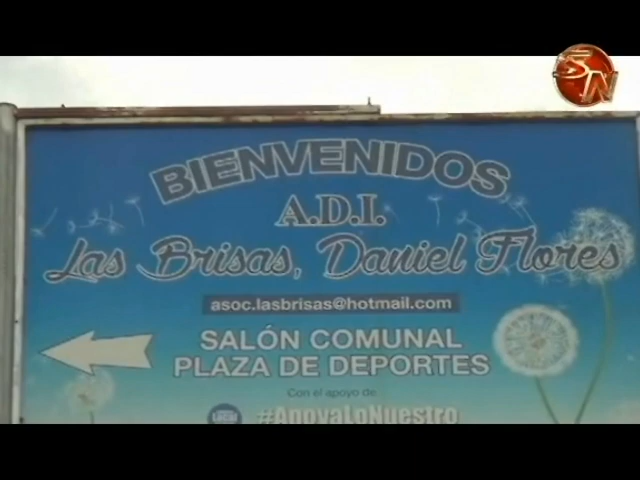 SN
BIENVENIDOS
A.D.I.
Las Brisas, Daniel Flores
asoc.lasbrisas@hotmail.com
SALÓN COMUNAL
PLAZA DE DEPORTES
Con el apoyo de
#ApoyaLoNuestro